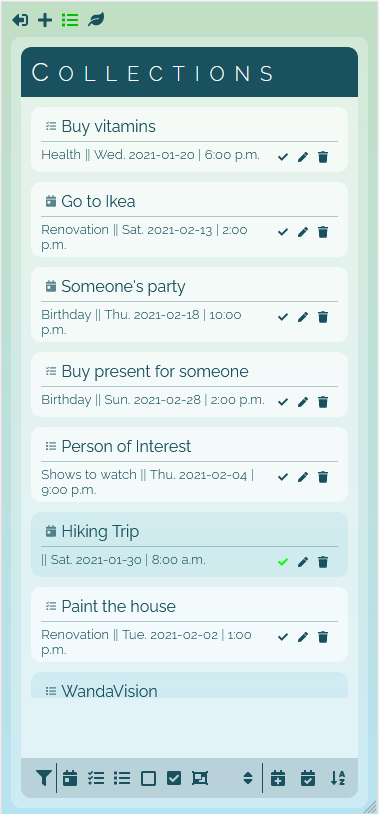 COLLECTIONS
Buy vitamins
Health || Wed. 2021-01-20 | 6:00 p.m.
Go to Ikea
Renovation || Sat. 2021-02-13 | 2:00
p.m.
Someone's party
Birthday || Thu. 2021-02-18 | 10:00
p.m.
Buy present for someone
Birthday || Sun. 2021-02-28 | 2:00 p.m.
Person of Interest
Shows to watch || Thu. 2021-02-04 |
9:00 p.m.
Hiking Trip
|| Sat. 2021-01-30 | 8:00 a.m.
Paint the house
Renovation || Tue. 2021-02-02 | 1:00
p.m.
WandaVision